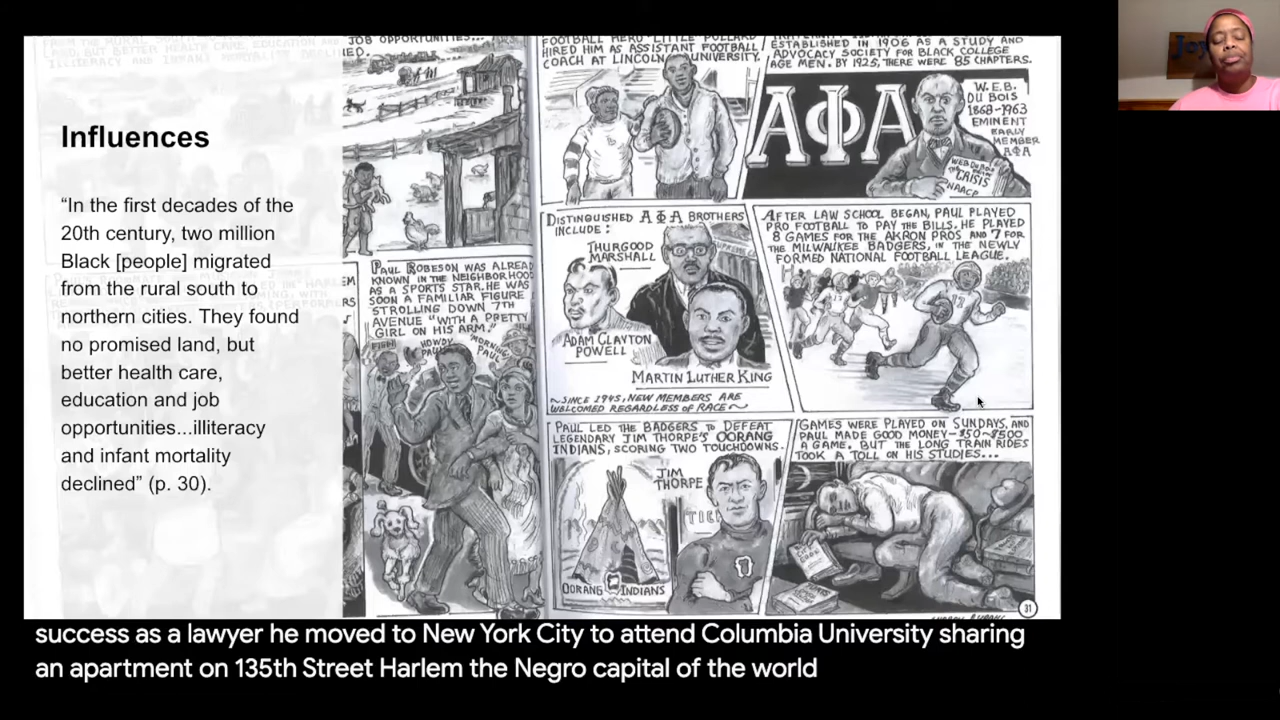 Influences
“In the first decades of the
20th century, two million
Black [people] migrated
from the rural south to
northern cities. They found
no promised land, but
better health care,
education and job
opportunities...illiteracy
and infant mortality
declined” (p. 30).
JOB OPPORTUNITIES...
PAUL ROBESON WAS ALREAD
KNOWN IN THE NEIGHBORHOOD
AS A SPORTS STAR. HE WAS
SOON A FAMILIAR FIGURE
STROLLING DOWN 7TH
AVENUE "WITH A PRETTY
GIRL ON HIS ARM."
HOWDY
PAUL
"MORNING
PAUL
FOOTBALL HERO "LITTLE" POLLARD
HIRED HIM AS ASSISTANT FOOTBALL
COACH AT LINCOLN UNIVERSITY.
ESTABLISHED IN 1906 AS A STUDY AND
ADVOCACY SOCIETY FOR BLACK COLLEGE
AGE MEN. BY 1925, THERE WERE 85 CHAPTERS.
ΑΦΑ
W.E.B.
DU BOIS
1868-1963
EMINENT
EARLY
MEMBER
ΑΦΑ
WEB DU BOIS
THE
CRISIS
NAACP
DISTINGUISHED ΑΦΑ BROTHERS
INCLUDE:
THURGOOD
MARSHALL
ADAM CLAYTON
POWELL
MARTIN LUTHER KING
~SINCE 1945, NEW MEMBERS ARE
WELCOMED REGARDLESS OF RACE~
AFTER LAW SCHOOL BEGAN, PAUL PLAYED
PRO FOOTBALL TO PAY THE BILLS. HE PLAYED
8 GAMES FOR THE AKRON PROS AND 7 FOR
THE MILWAUKEE BADGERS, IN THE NEWLY
FORMED NATIONAL FOOTBALL LEAGUE.
PAUL LED THE BADGERS TO DEFEAT
LEGENDARY JIM THORPE'S OORANG
INDIANS, SCORING TWO TOUCHDOWNS.
JIM
THORPE
OORANG INDIANS
GAMES WERE PLAYED ON SUNDAYS, AND
PAUL MADE GOOD MONEY-$50-$500
A GAME. BUT THE LONG TRAIN RIDES
TOOK A TOLL ON HIS STUDIES...
31
success as a lawyer he moved to New York City to attend Columbia University sharing
an apartment on 135th Street Harlem the Negro capital of the world